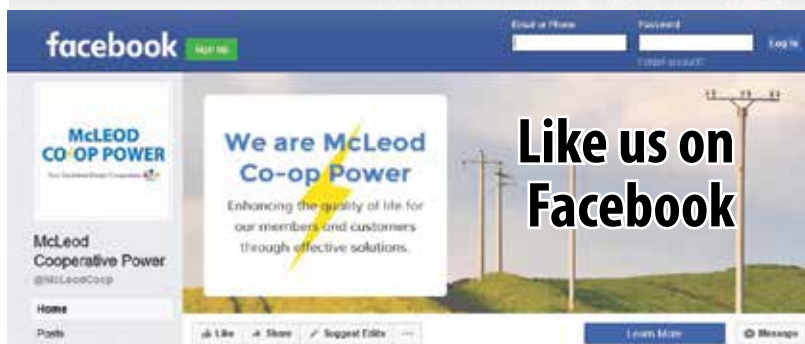 facebook
Sign Up
Email or Phone
Password
Log In
Forgot account?
McLEOD
CO-OP POWER
McLeod
Cooperative Power
@McLeodCoop
Home
Posts
We are McLeod
Co-op Power
Enhancing the quality of life for
our members and customers
through effective solutions.
Like us on
Facebook
Like
Share
Suggest Edits
Learn More
Message